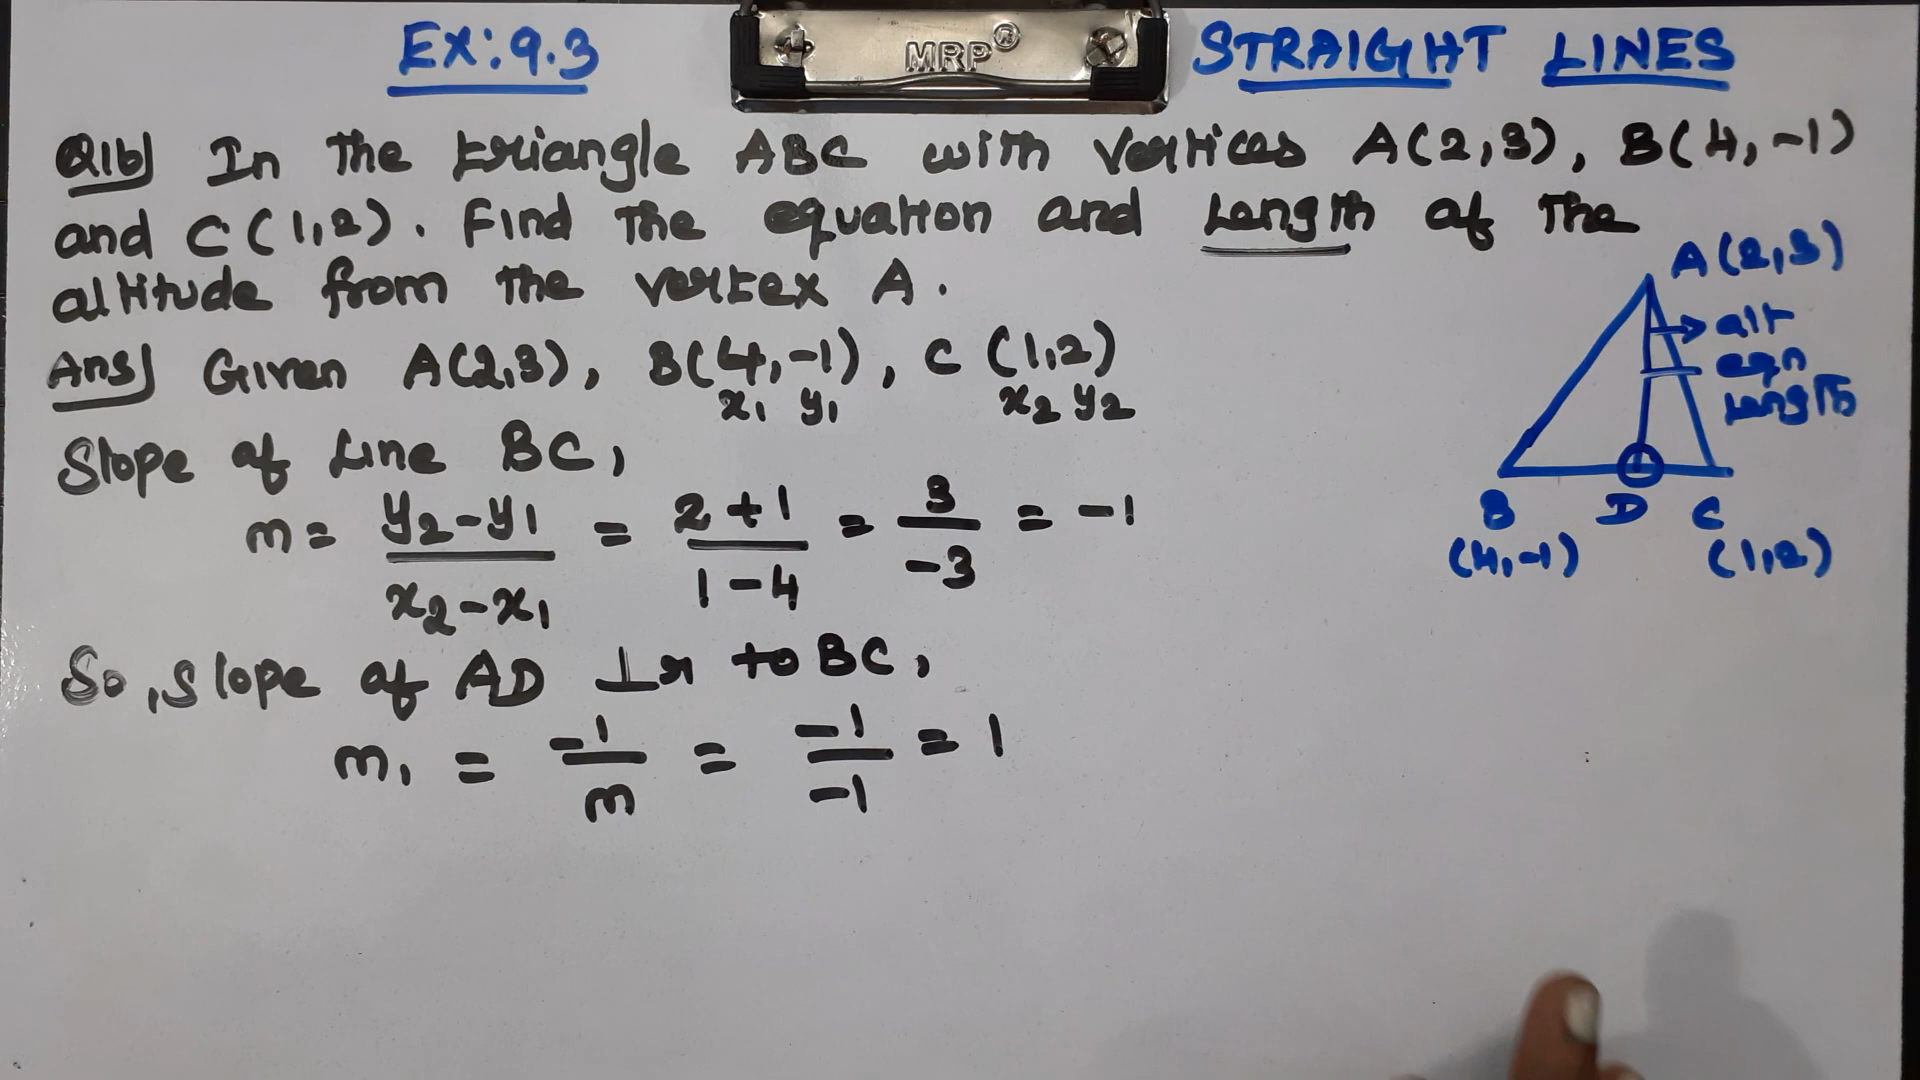 EX:9.3
MRP®
STRAIGHT LINES
Q16) In the triangle ABC with vertices A(2,3), B(4,-1)
and C(1,2). Find the equation and Length of the
altitude from the vertex A.
Ans) Given A(2,3), B(4,-1), C(1,2)
x₁ y₁ x₂ y₂
Slope of Line BC,
m = y₂-y₁ / x₂-x₁ = 2+1 / 1-4 = 3 / -3 = -1
So, slope of AD ⊥r to BC,
m₁ = -1 / m = -1 / -1 = 1
A(2,3)
alt
eqn
Length
B D C
(4,-1) (1,2)